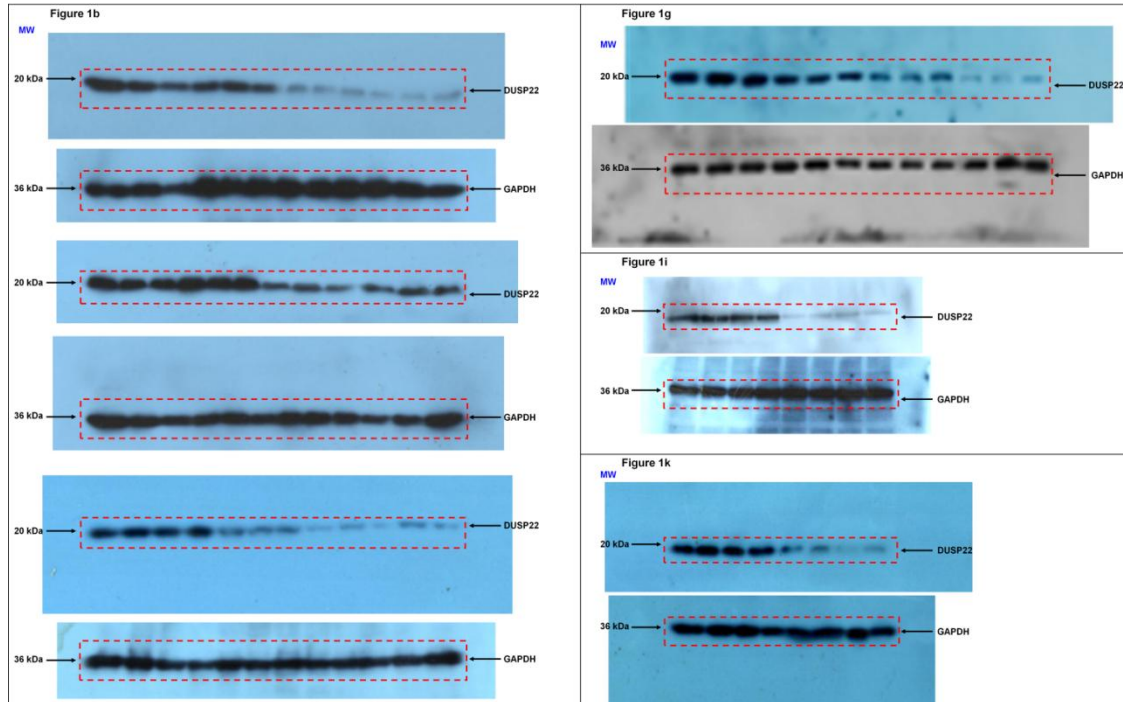 Figure 1b
MW
20 kDa
DUSP22
36 kDa
GAPDH
20 kDa
DUSP22
36 kDa
GAPDH
20 kDa
DUSP22
36 kDa
GAPDH
Figure 1g
MW
20 kDa
DUSP22
36 kDa
GAPDH
Figure 1i
MW
20 kDa
DUSP22
36 kDa
GAPDH
Figure 1k
MW
20 kDa
DUSP22
36 kDa
GAPDH